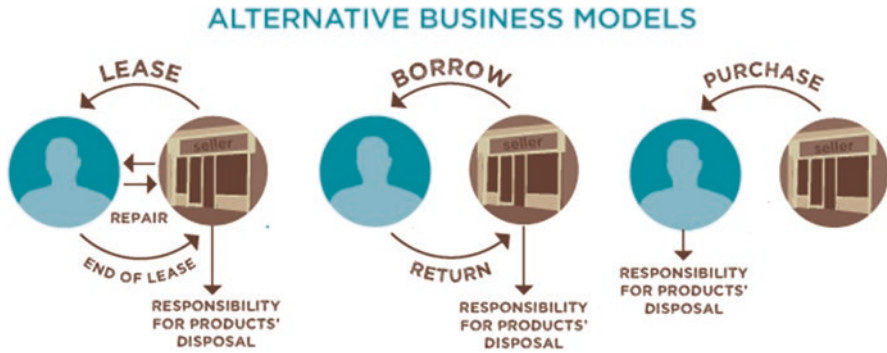 ALTERNATIVE BUSINESS MODELS
LEASE
seller
REPAIR
END OF LEASE
RESPONSIBILITY
FOR PRODUCTS'
DISPOSAL
BORROW
seller
RETURN
RESPONSIBILITY
FOR PRODUCTS'
DISPOSAL
PURCHASE
seller
RESPONSIBILITY
FOR PRODUCTS'
DISPOSAL